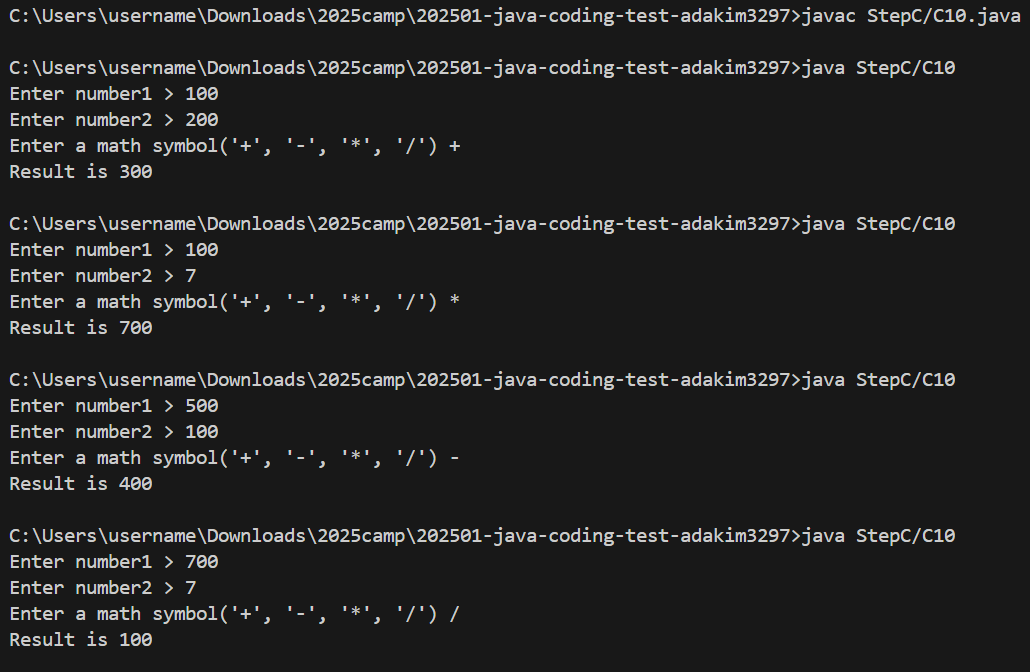 C:\Users\username\Downloads\2025camp\202501-java-coding-test-adakim3297>javac StepC/C10.java
C:\Users\username\Downloads\2025camp\202501-java-coding-test-adakim3297>java StepC/C10
Enter number1 > 100
Enter number2 > 200
Enter a math symbol('+', '-', '*', '/') +
Result is 300
C:\Users\username\Downloads\2025camp\202501-java-coding-test-adakim3297>java StepC/C10
Enter number1 > 100
Enter number2 > 7
Enter a math symbol('+', '-', '*', '/') *
Result is 700
C:\Users\username\Downloads\2025camp\202501-java-coding-test-adakim3297>java StepC/C10
Enter number1 > 500
Enter number2 > 100
Enter a math symbol('+', '-', '*', '/') -
Result is 400
C:\Users\username\Downloads\2025camp\202501-java-coding-test-adakim3297>java StepC/C10
Enter number1 > 700
Enter number2 > 7
Enter a math symbol('+', '-', '*', '/') /
Result is 100